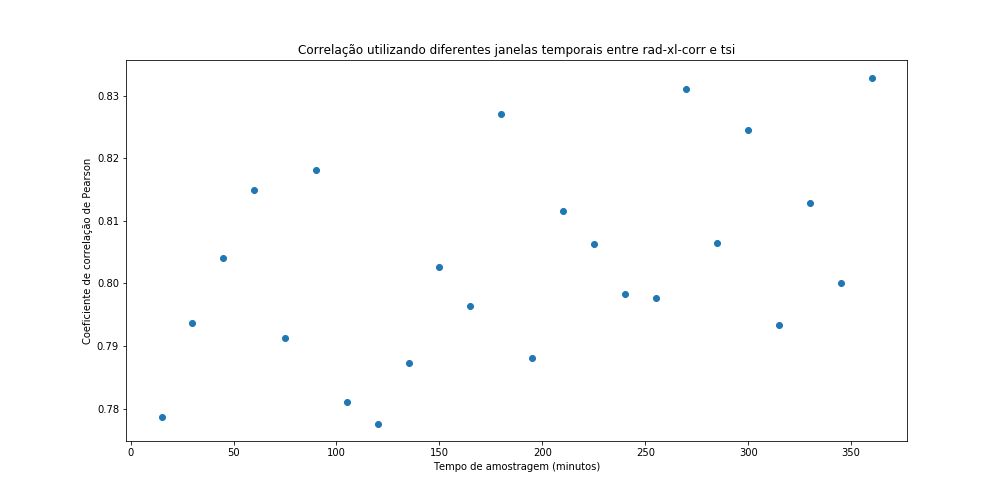 Correlação utilizando diferentes janelas temporais entre rad-xl-corr e tsi
Coeficiente de correlação de Pearson
0.83
0.82
0.81
0.80
0.79
0.78
0 50 100 150 200 250 300 350
Tempo de amostragem (minutos)